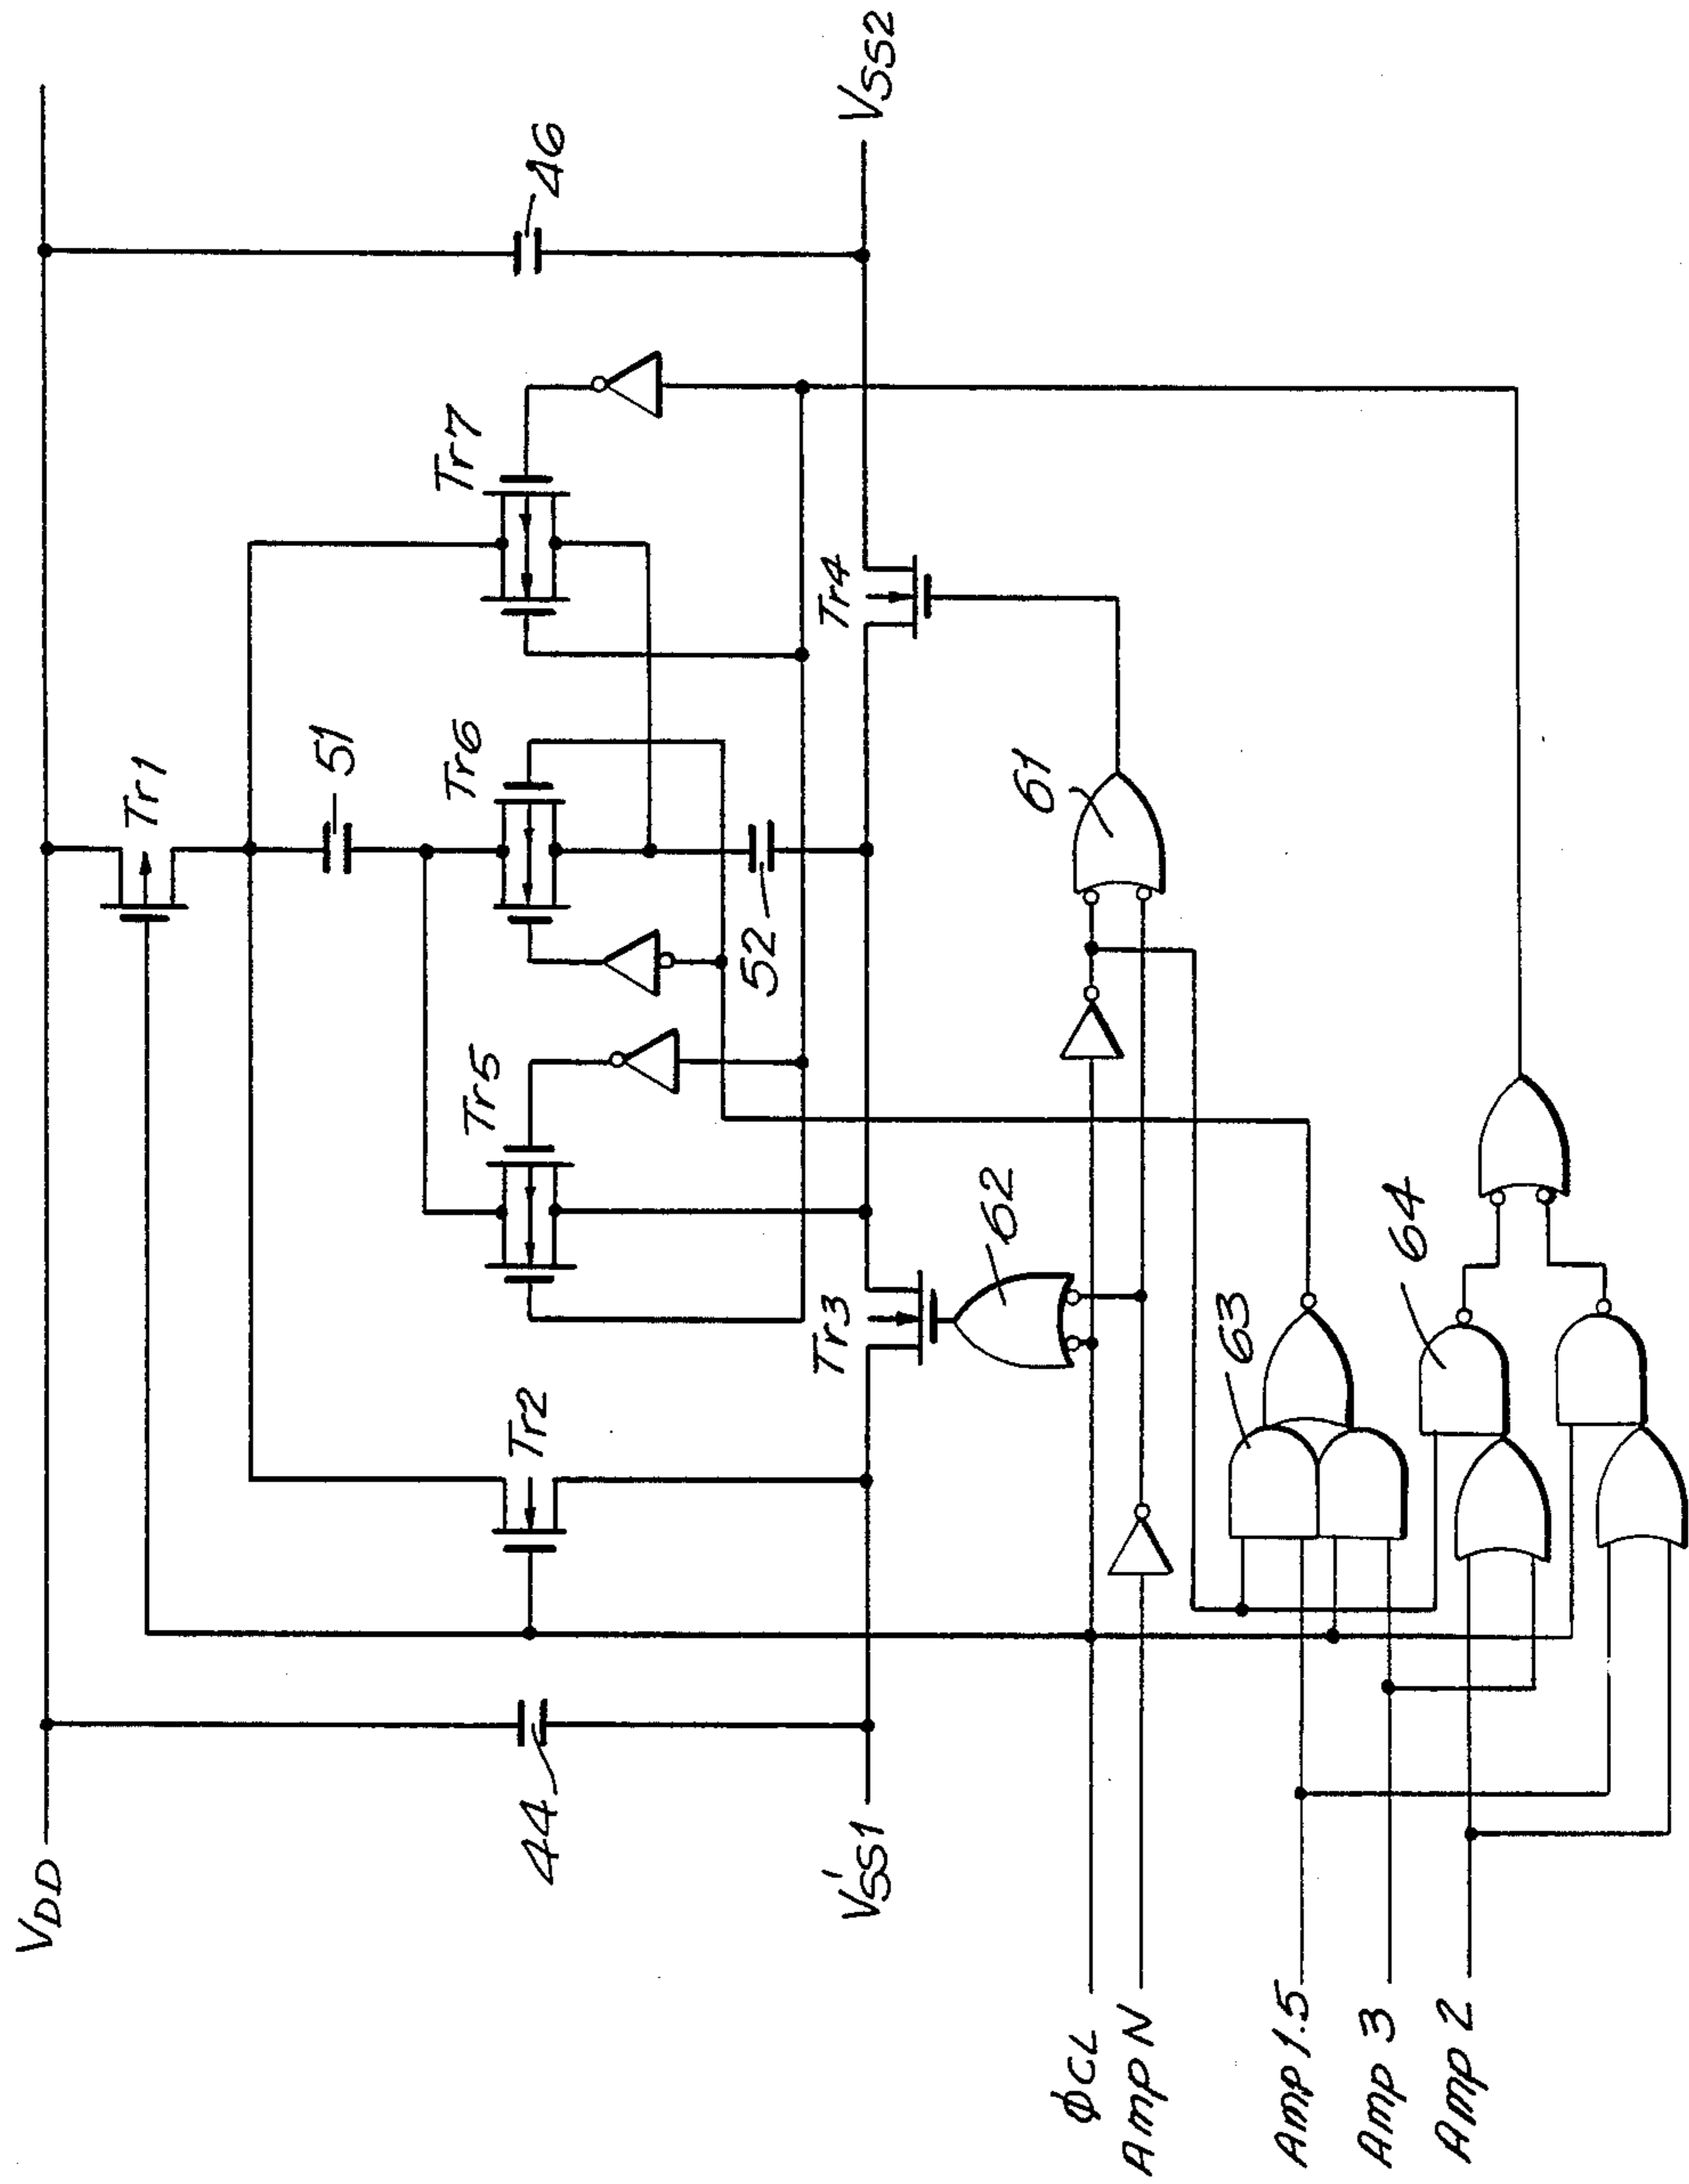 VDD
Tr1
51
46
44
Tr2
Tr5
Tr6
Tr7
52
V'SS1
Tr3
Tr4
VSS2
62
61
φCL
Amp N
63
Amp 1.5
Amp 3
64
Amp 2